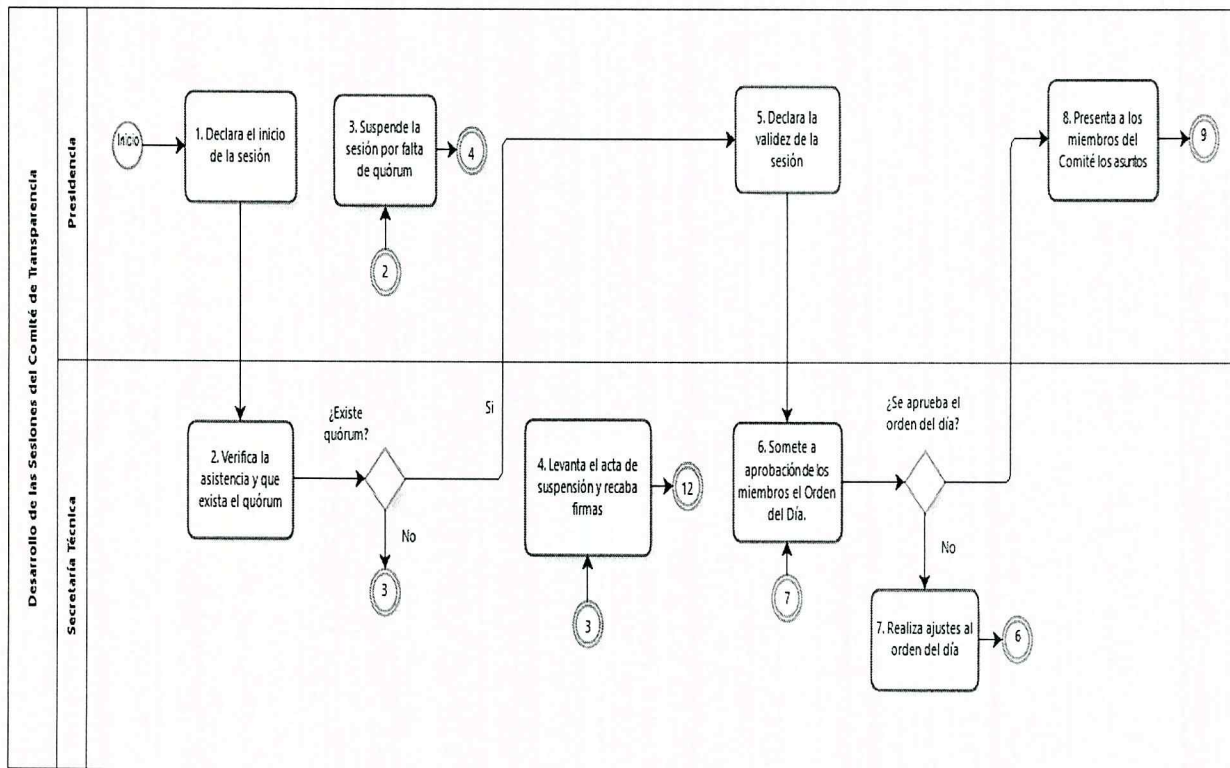 Desarrollo de las Sesiones del Comité de Transparencia
Presidencia
Inicio
1. Declara el inicio
de la sesión
3. Suspende la
sesión por falta
de quórum
4
2
5. Declara la
validez de la
sesión
8. Presenta a los
miembros del
Comité los asuntos
9
Secretaría Técnica
2. Verifica la
asistencia y que
exista el quórum
¿Existe
quórum?
Si
No
3
4. Levanta el acta de
suspensión y recaba
firmas
12
3
6. Somete a
aprobación de los
miembros el Orden
del Día.
7
¿Se aprueba el
orden del día?
No
7. Realiza ajustes al
orden del día
6